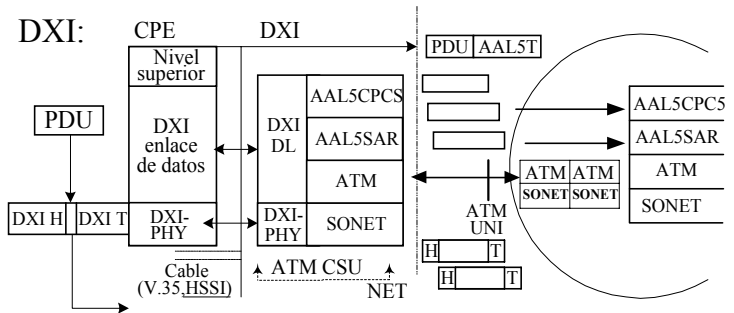 DXI:
CPE
DXI
Nivel
superior
PDU
DXI
enlace
de datos
DXI H
DXI T
DXI-
PHY
Cable
(V.35,HSSI)
DXI
DL
DXI-
PHY
AAL5CPCS
AAL5SAR
ATM
SONET
ATM CSU
NET
PDU
AAL5T
ATM
UNI
H
T
H
T
ATM
ATM
SONET
SONET
AAL5CPC5
AAL5SAR
ATM
SONET